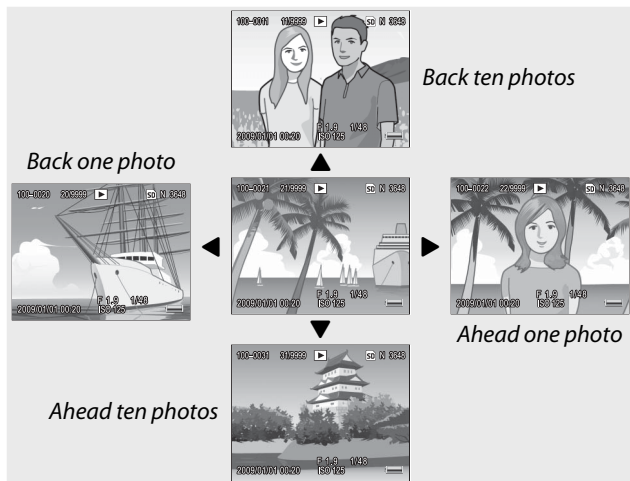 100-0011 11/9999 SD N 3648
2009/01/01 00:20 F 1.9 1/48
ISO 125
Back ten photos
Back one photo
100-0020 20/9999 SD N 3648
2009/01/01 00:20 F 1.9 1/48
ISO 125
100-0021 21/9999 SD N 3648
2009/01/01 00:20 F 1.9 1/48
ISO 125
100-0022 22/9999 SD N 3648
2009/01/01 00:20 F 1.9 1/48
ISO 125
Ahead one photo
100-0031 31/9999 SD N 3648
2009/01/01 00:20 F 1.9 1/48
ISO 125
Ahead ten photos